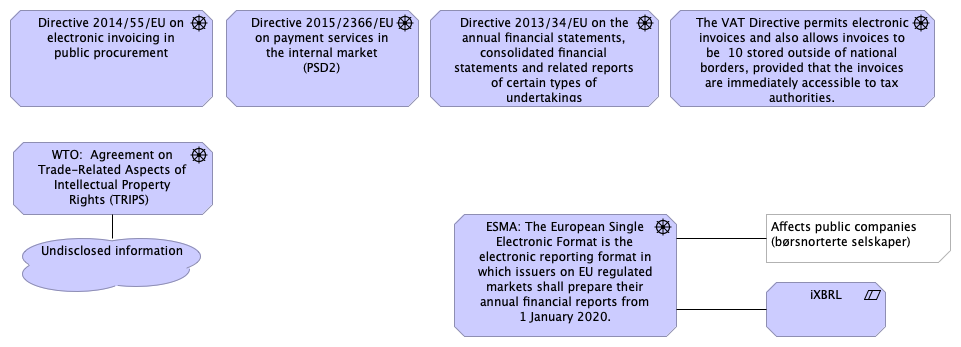 Directive 2014/55/EU on
electronic invoicing in
public procurement
Directive 2015/2366/EU
on payment services in
the internal market
(PSD2)
Directive 2013/34/EU on the
annual financial statements,
consolidated financial
statements and related reports
of certain types of
undertakings
The VAT Directive permits electronic
invoices and also allows invoices to
be  10 stored outside of national
borders, provided that the invoices
are immediately accessible to tax
authorities.
WTO:  Agreement on
Trade-Related Aspects of
Intellectual Property
Rights (TRIPS)
Undisclosed information
ESMA: The European Single
Electronic Format is the
electronic reporting format in
which issuers on EU regulated
markets shall prepare their
annual financial reports from
1 January 2020.
Affects public companies
(børsnorterte selskaper)
iXBRL